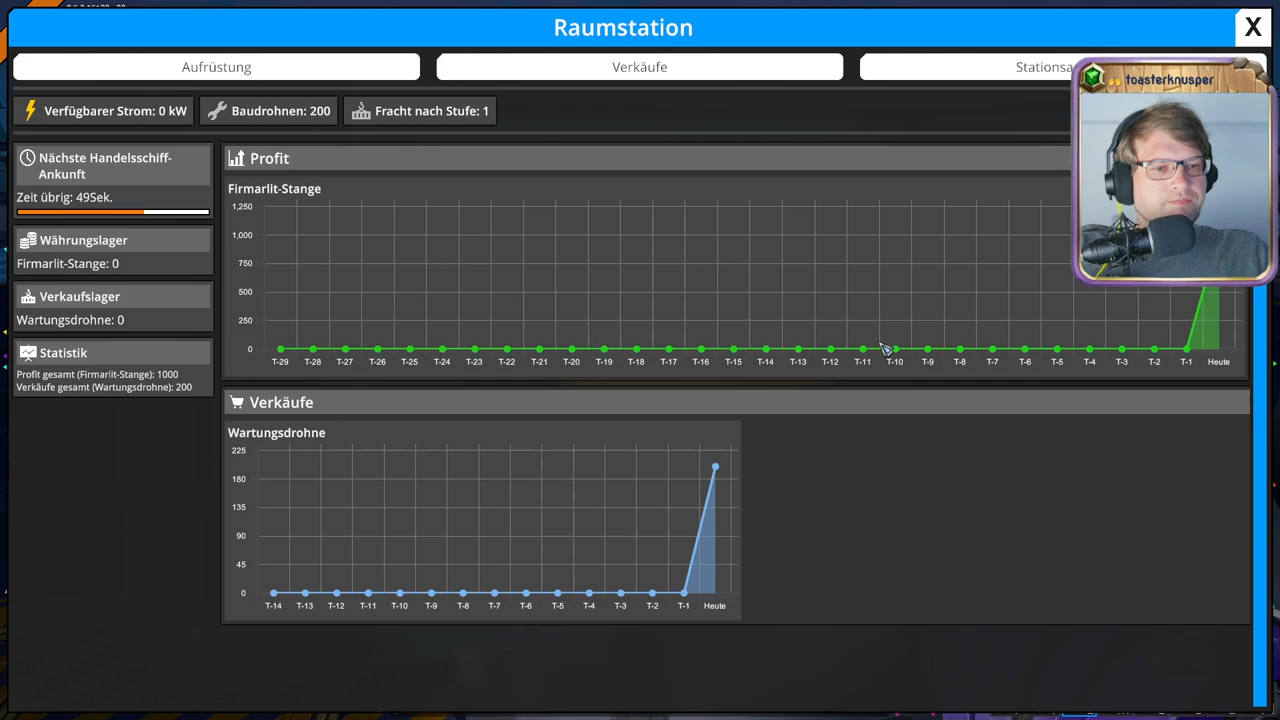 Raumstation
X
Aufrüstung
Verkäufe
Stationsa
toasterknusper
Verfügbarer Strom: 0 kW
Baudrohnen: 200
Fracht nach Stufe: 1
Nächste Handelsschiff-
Ankunft
Zeit übrig: 49Sek.
Währungslager
Firmarlit-Stange: 0
Verkaufslager
Wartungsdrohne: 0
Statistik
Profit gesamt (Firmarlit-Stange): 1000
Verkäufe gesamt (Wartungsdrohne): 200
Profit
Firmarlit-Stange
1,250
1,000
750
500
250
0
T-29 T-28 T-27 T-26 T-25 T-24 T-23 T-22 T-21 T-20 T-19 T-18 T-17 T-16 T-15 T-14 T-13 T-12 T-11 T-10 T-9 T-8 T-7 T-6 T-5 T-4 T-3 T-2 T-1 Heute
Verkäufe
Wartungsdrohne
225
180
135
90
45
0
T-14 T-13 T-12 T-11 T-10 T-9 T-8 T-7 T-6 T-5 T-4 T-3 T-2 T-1 Heute